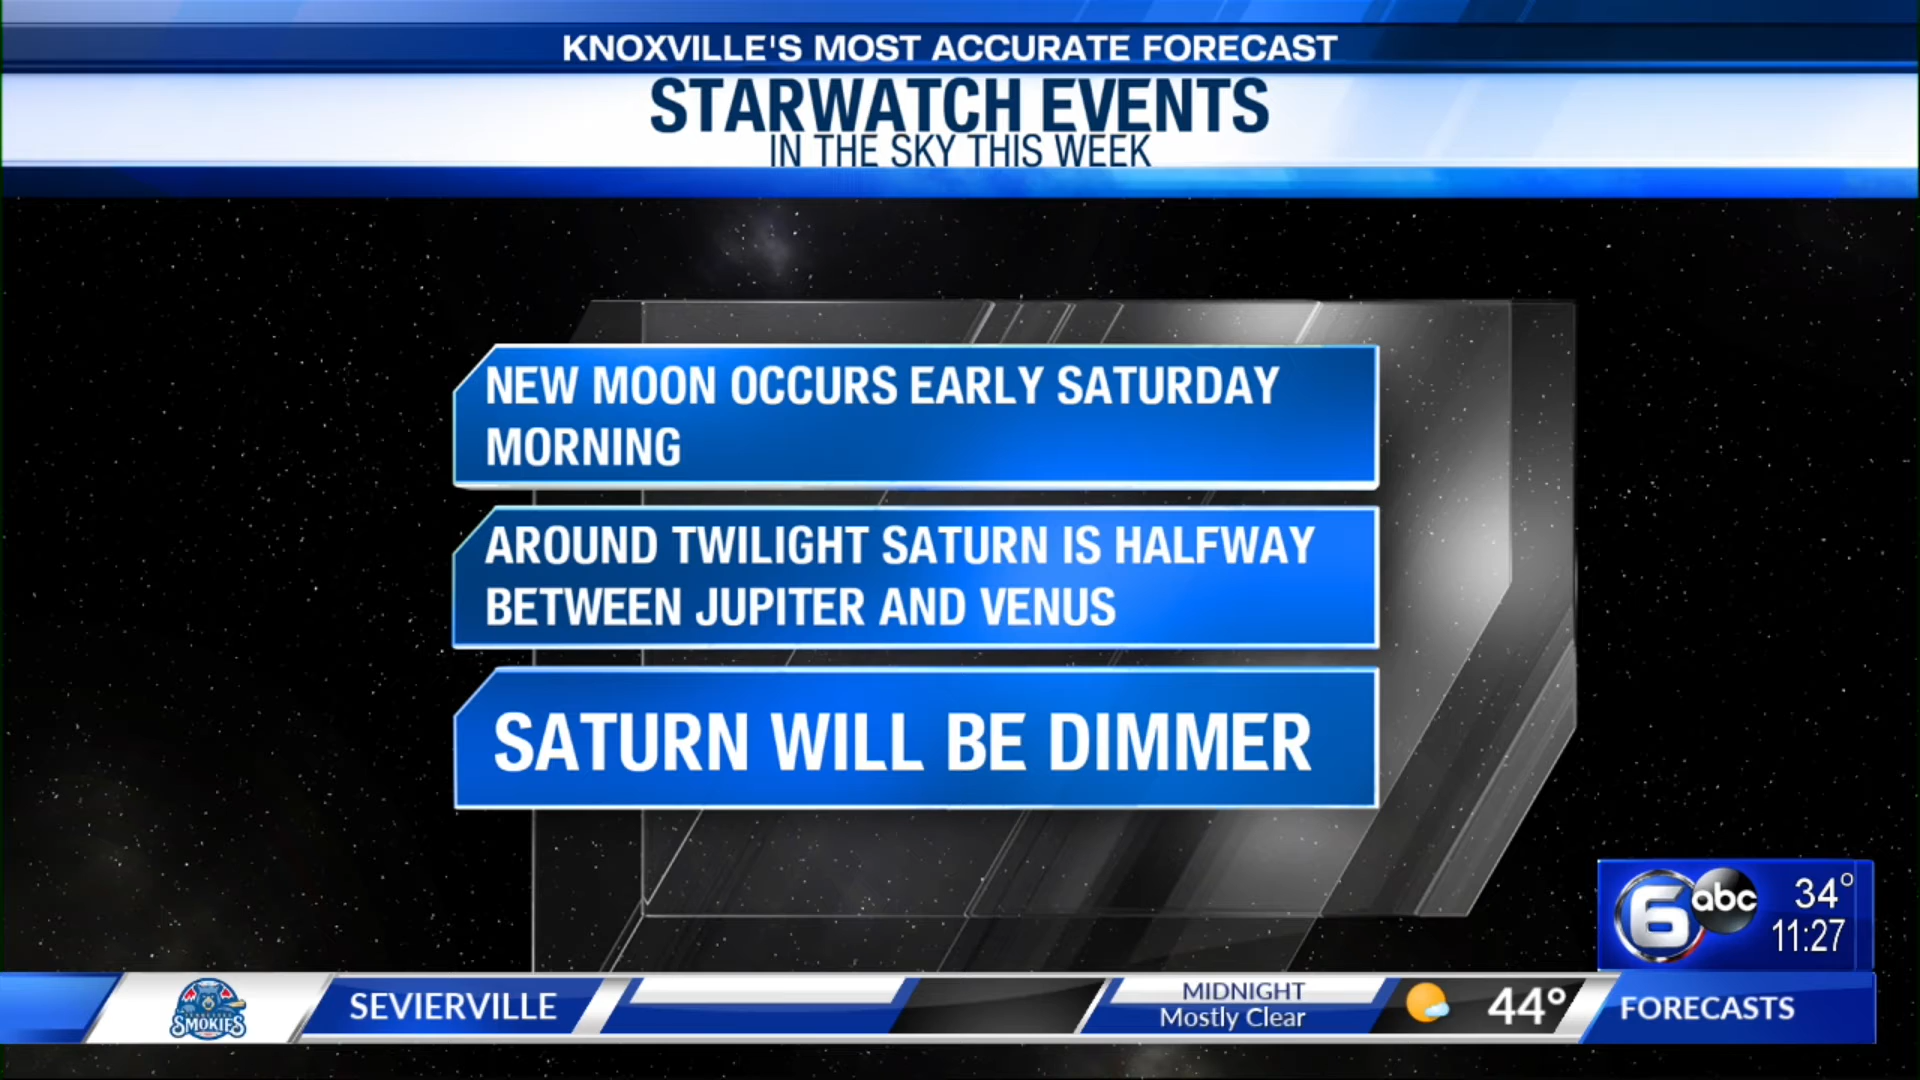 KNOXVILLE'S MOST ACCURATE FORECAST
STARWATCH EVENTS
IN THE SKY THIS WEEK
NEW MOON OCCURS EARLY SATURDAY
MORNING
AROUND TWILIGHT SATURN IS HALFWAY
BETWEEN JUPITER AND VENUS
SATURN WILL BE DIMMER
6 abc
34°
11:27
SMOKIES
SEVIERVILLE
MIDNIGHT
Mostly Clear
44°
FORECASTS